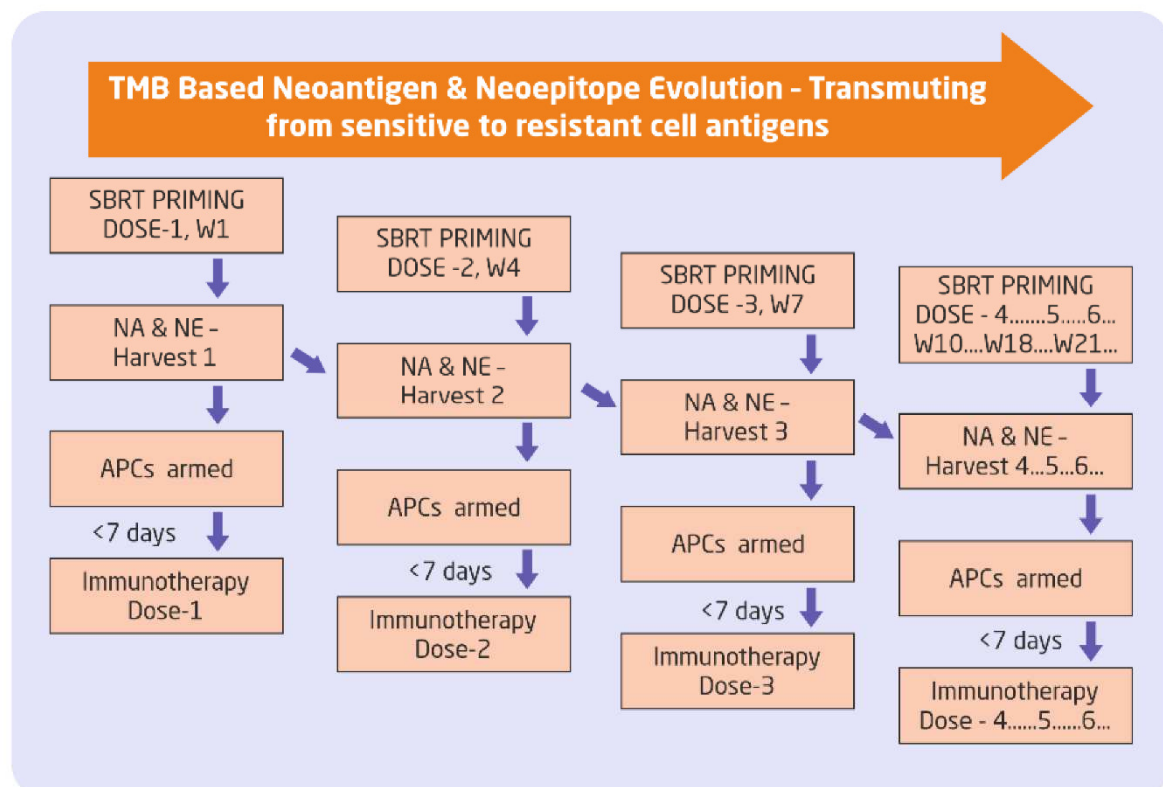 TMB Based Neoantigen & Neoepitope Evolution - Transmuting
from sensitive to resistant cell antigens
SBRT PRIMING
DOSE-1, W1
NA & NE –
Harvest 1
APCs armed
<7 days
Immunotherapy
Dose-1
SBRT PRIMING
DOSE -2, W4
NA & NE –
Harvest 2
APCs armed
<7 days
Immunotherapy
Dose-2
SBRT PRIMING
DOSE -3, W7
NA & NE –
Harvest 3
APCs armed
<7 days
Immunotherapy
Dose-3
SBRT PRIMING
DOSE - 4.......5.....6...
W10....W18....W21...
NA & NE –
Harvest 4...5...6...
APCs armed
<7 days
Immunotherapy
Dose - 4......5......6...